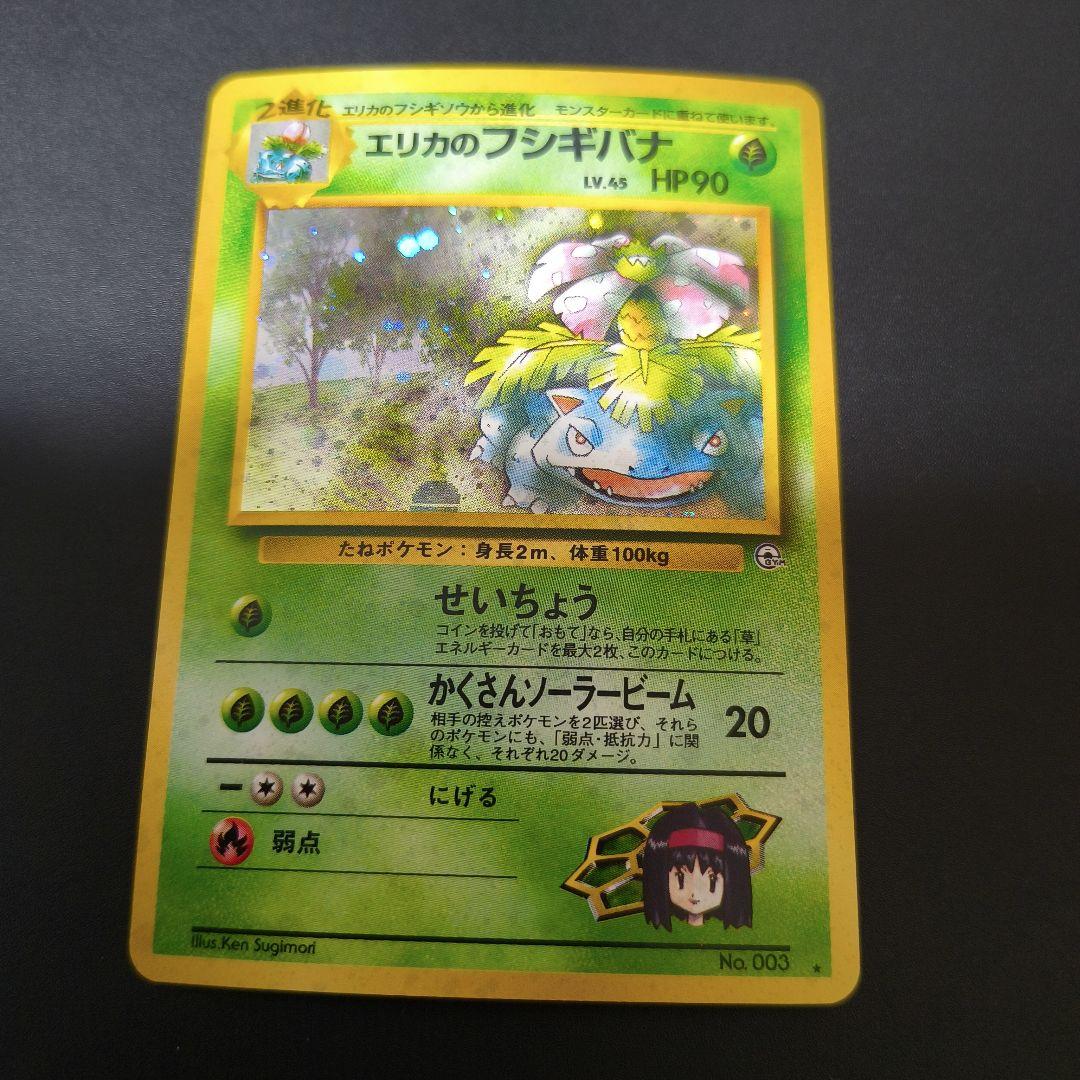 2進化 エリカのフシギソウから進化 モンスターカードに重ねて使います。
エリカのフシギバナ
LV.45 HP90
たねポケモン：身長2m、体重100kg
GYM
せいちょう
コインを投げて「おもて」なら、自分の手札にある「草」
エネルギーカードを最大2枚、このカードにつける。
かくさんソーラービーム 20
相手の控えポケモンを2匹選び、それら
のポケモンにも、「弱点・抵抗力」に関
係なく、それぞれ20ダメージ。
ー にげる
弱点
Illus.Ken Sugimori
No. 003 ★